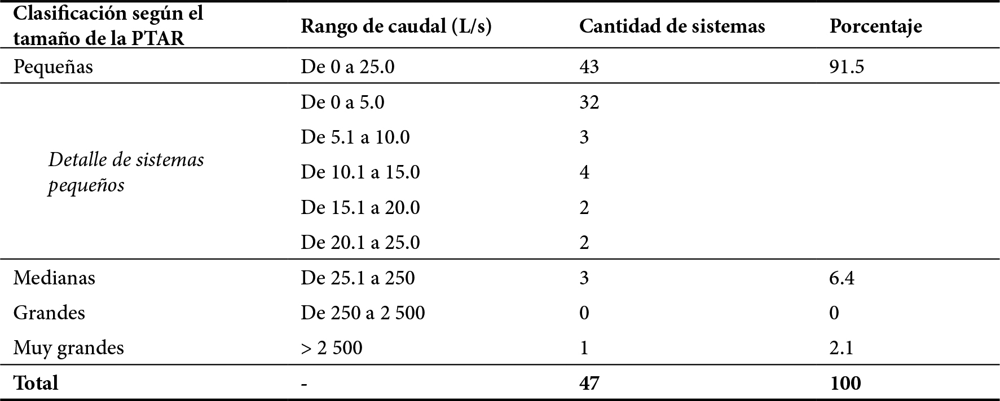 Clasificación según el tamaño de la PTAR Rango de caudal (L/s) Cantidad de sistemas Porcentaje
Pequeñas De 0 a 25.0 43 91.5
Detalle de sistemas pequeños
De 0 a 5.0 32
De 5.1 a 10.0 3
De 10.1 a 15.0 4
De 15.1 a 20.0 2
De 20.1 a 25.0 2
Medianas De 25.1 a 250 3 6.4
Grandes De 250 a 2 500 0 0
Muy grandes > 2 500 1 2.1
Total - 47 100